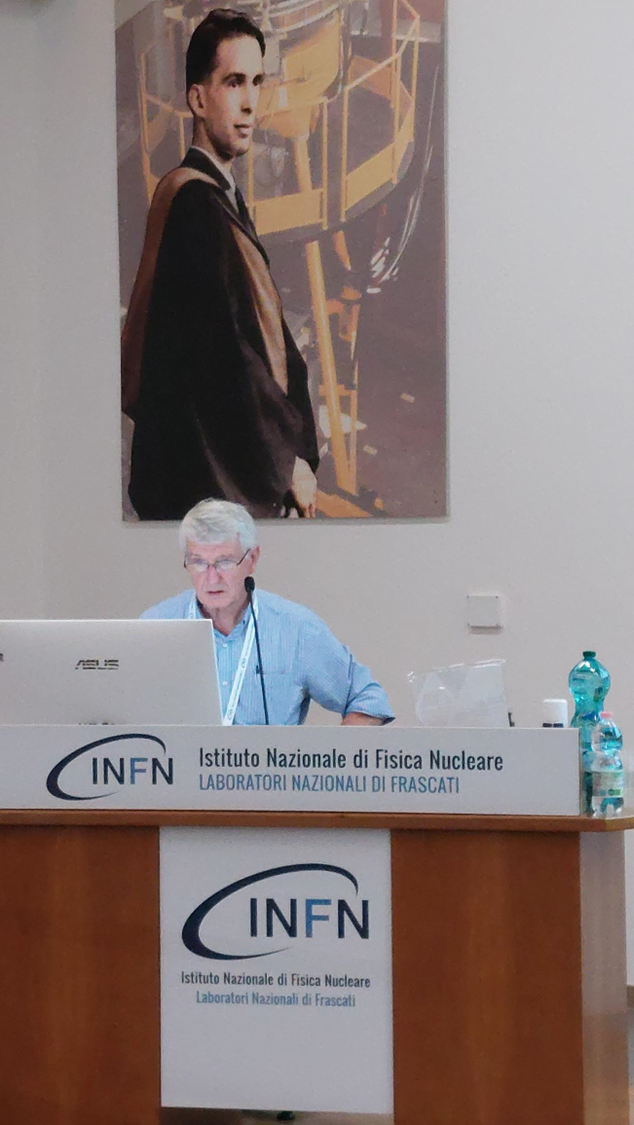 ASUS
INFN
Istituto Nazionale di Fisica Nucleare
LABORATORI NAZIONALI DI FRASCATI
INFN
Istituto Nazionale di Fisica Nucleare
Laboratori Nazionali di Frascati